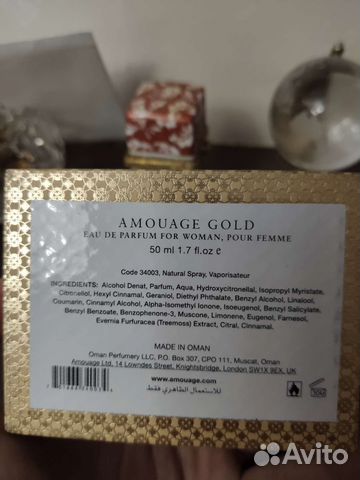 AMOUAGE GOLD
EAU DE PARFUM FOR WOMAN, POUR FEMME
50 ml 1.7 fl.oz e
Code 34003, Natural Spray, Vaporisateur
INGREDIENTS: Alcohol Denat, Parfum, Aqua, Hydroxycitronellal, Isopropyl Myristate,
Citronellol, Hexyl Cinnamal, Geraniol, Diethyl Phthalate, Benzyl Alcohol, Linalool,
Coumarin, Cinnamyl Alcohol, Alpha-Isomethyl Ionone, Isoeugenol, Benzyl Salicylate,
Benzyl Benzoate, Benzophenone-3, Muscone, Limonene, Eugenol, Farnesol,
Evernia Furfuracea (Treemoss) Extract, Citral, Cinnamal.
MADE IN OMAN
Oman Perfumery LLC, P.O. Box 307, CPO 111, Muscat, Oman
Amouage Ltd, 14 Lowndes Street, Knightsbridge, London SW1X 9EX, UK
www.amouage.com
للاستعمال الظاهري فقط
Avito